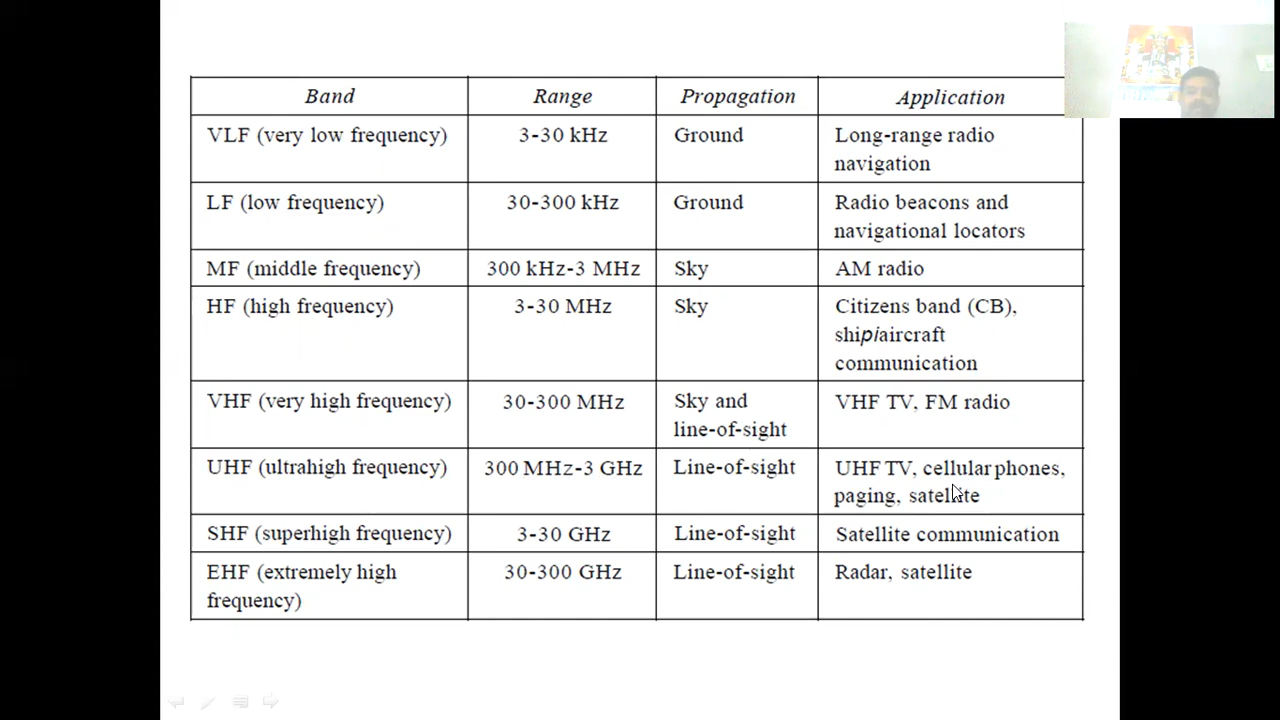 Band Range Propagation Application
VLF (very low frequency) 3-30 kHz Ground Long-range radio
navigation
LF (low frequency) 30-300 kHz Ground Radio beacons and
navigational locators
MF (middle frequency) 300 kHz-3 MHz Sky AM radio
HF (high frequency) 3-30 MHz Sky Citizens band (CB),
shipiaircraft
communication
VHF (very high frequency) 30-300 MHz Sky and VHF TV, FM radio
line-of-sight
UHF (ultrahigh frequency) 300 MHz-3 GHz Line-of-sight UHF TV, cellular phones,
paging, satellite
SHF (superhigh frequency) 3-30 GHz Line-of-sight Satellite communication
EHF (extremely high 30-300 GHz Line-of-sight Radar, satellite
frequency)